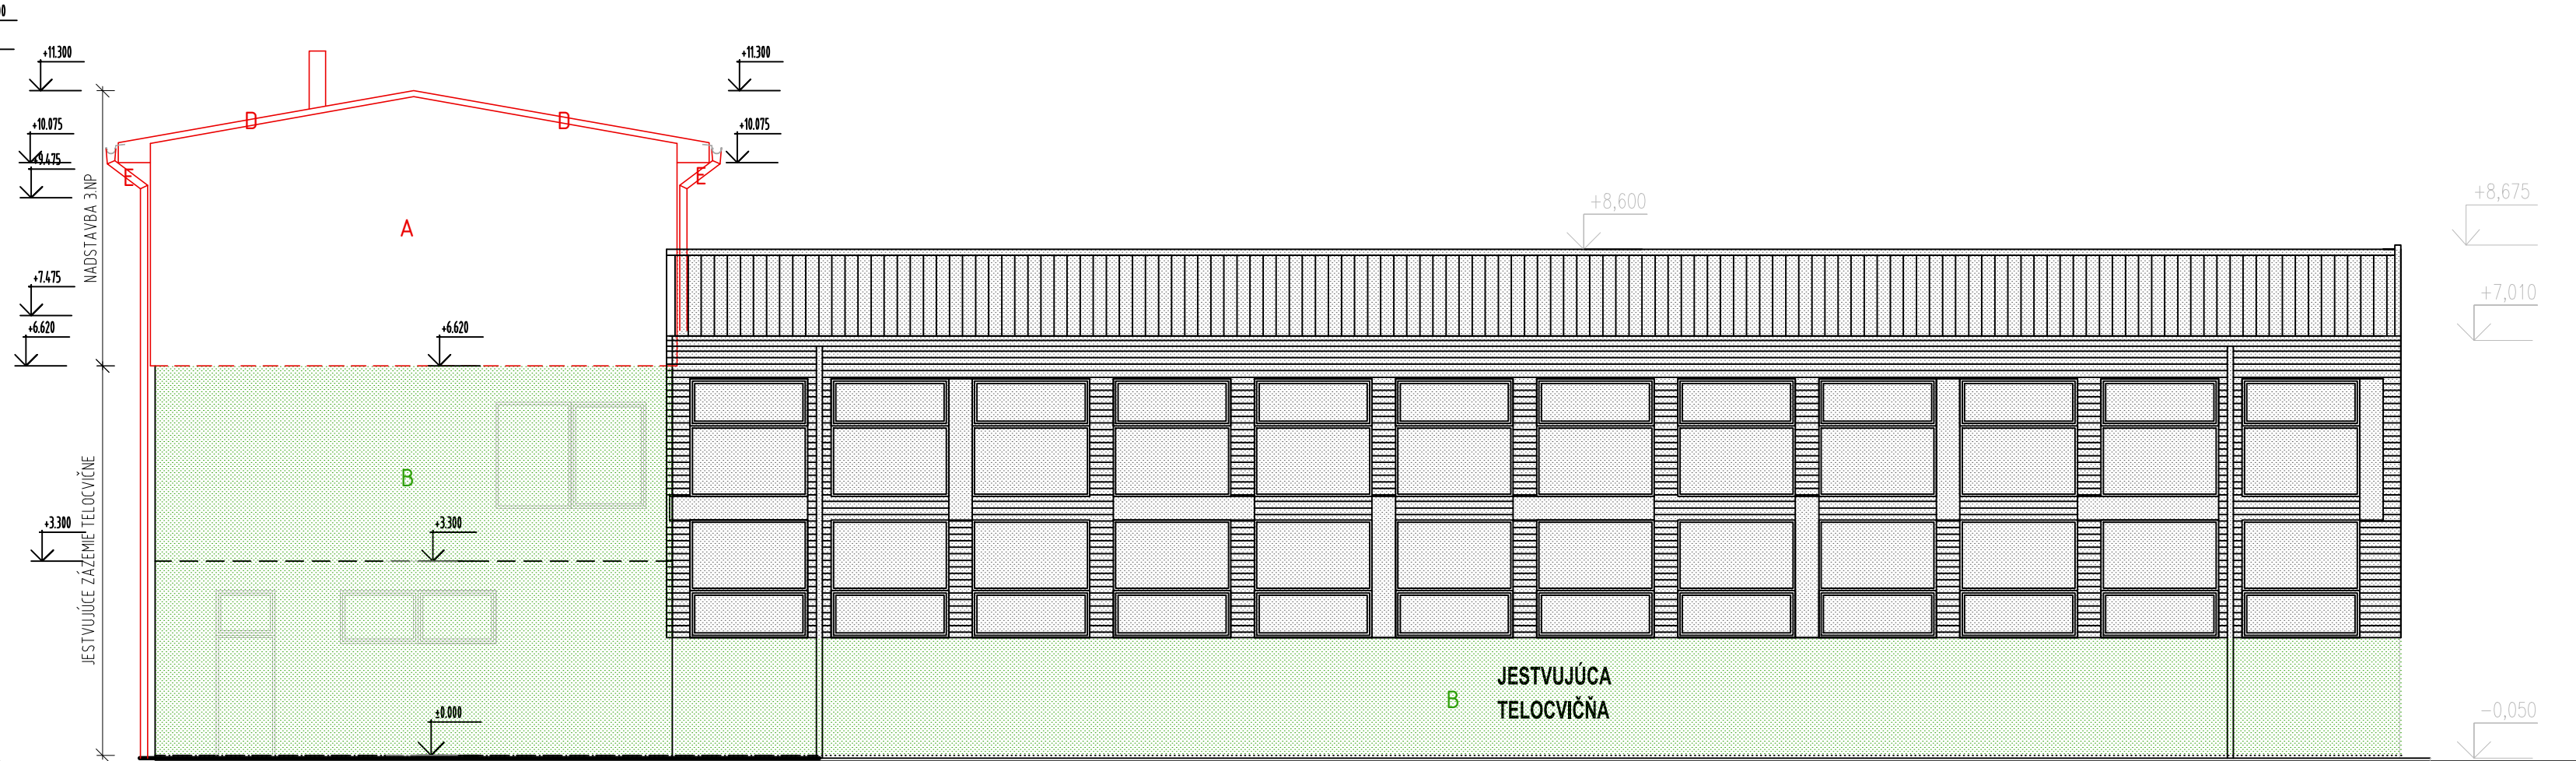 +11.300
+11.300
D
D
+10.075
+10.075
+9.475
E
E
NADSTAVBA 3.NP
A
+8,600
+8,675
+7.475
+7,010
+6.620
+6.620
B
JESTVUJÚCE ZÁZEMIE TELOCVIČNE
+3.300
+3.300
JESTVUJÚCA
B
TELOCVIČŇA
±0.000
-0,050